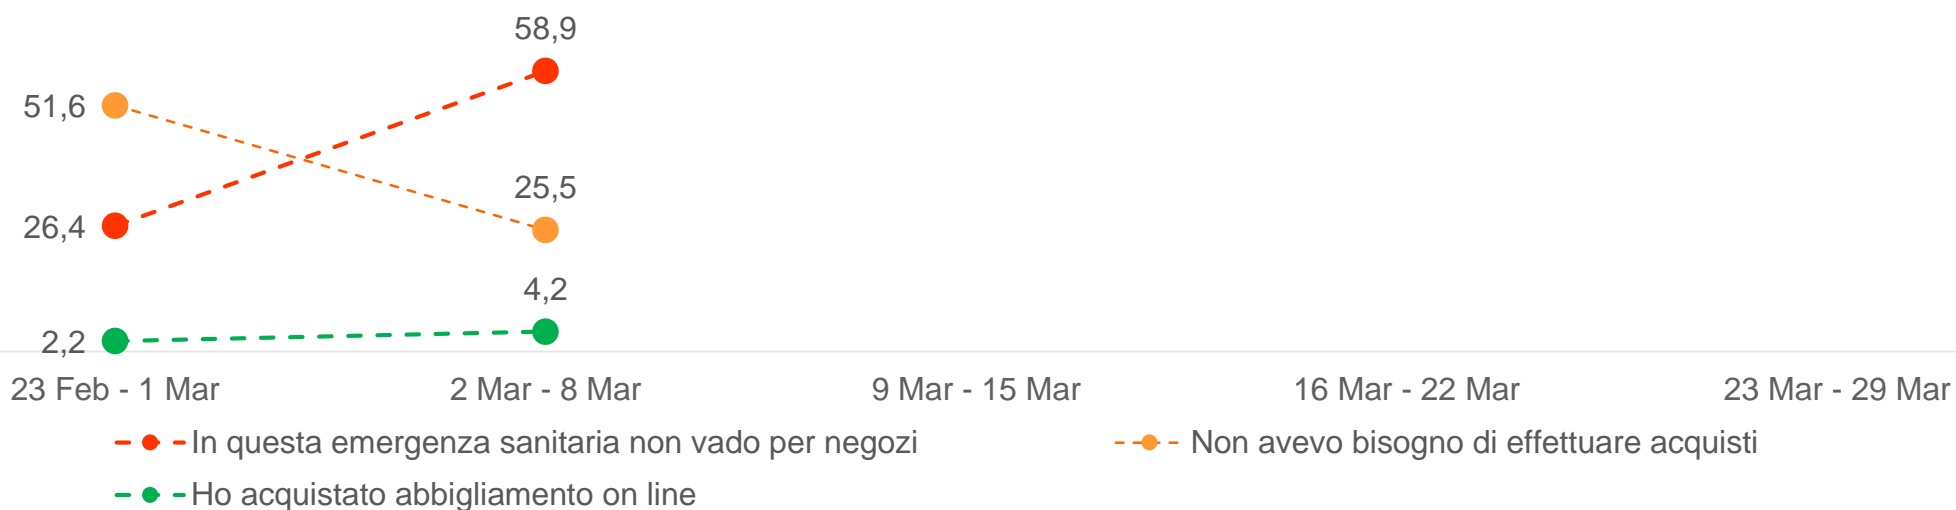 58,9
51,6
25,5
26,4
4,2
2,2
23 Feb - 1 Mar 2 Mar - 8 Mar 9 Mar - 15 Mar 16 Mar - 22 Mar 23 Mar - 29 Mar
In questa emergenza sanitaria non vado per negozi Non avevo bisogno di effettuare acquisti
Ho acquistato abbigliamento on line